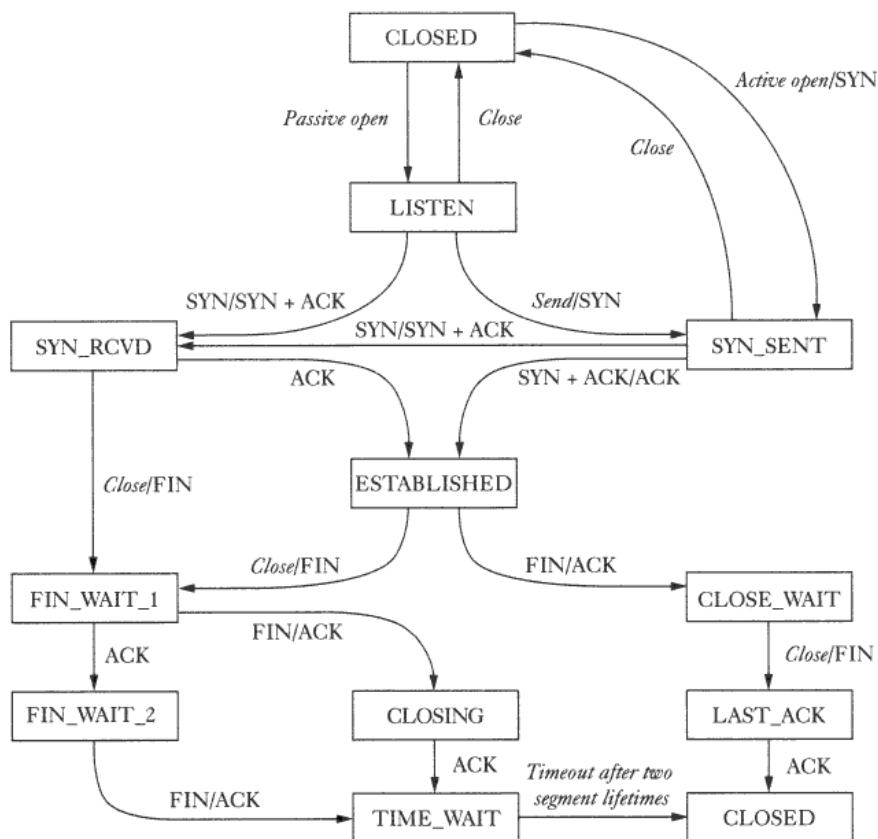 CLOSED
Active open/SYN
Passive open
Close
Close
LISTEN
SYN/SYN + ACK
Send/SYN
SYN/SYN + ACK
SYN_RCVD
SYN_SENT
ACK
SYN + ACK/ACK
ESTABLISHED
Close/FIN
Close/FIN
FIN/ACK
FIN_WAIT_1
CLOSE_WAIT
FIN/ACK
ACK
Close/FIN
FIN_WAIT_2
CLOSING
LAST_ACK
ACK
Timeout after two
segment lifetimes
ACK
FIN/ACK
TIME_WAIT
CLOSED